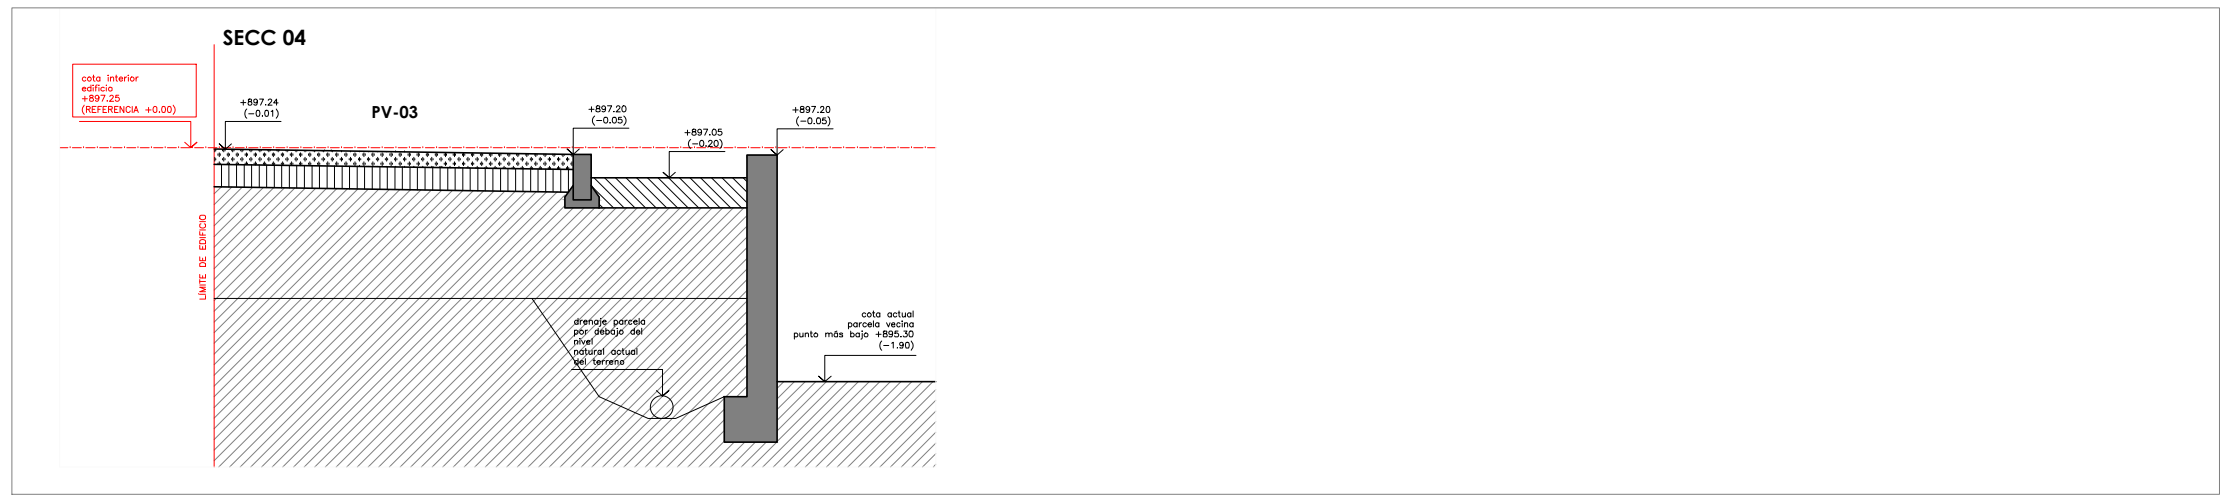 SECC 04
cota interior
edificio
+897.25
(REFERENCIA +0.00)
+897.24
(-0.01)
PV-03
+897.20
(-0.05)
+897.05
(-0.20)
+897.20
(-0.05)
LÍMITE DE EDIFICIO
drenaje parcela
por debajo del
nivel
natural actual
del terreno
cota actual
parcela vecina
punto más bajo +895.30
(-1.90)